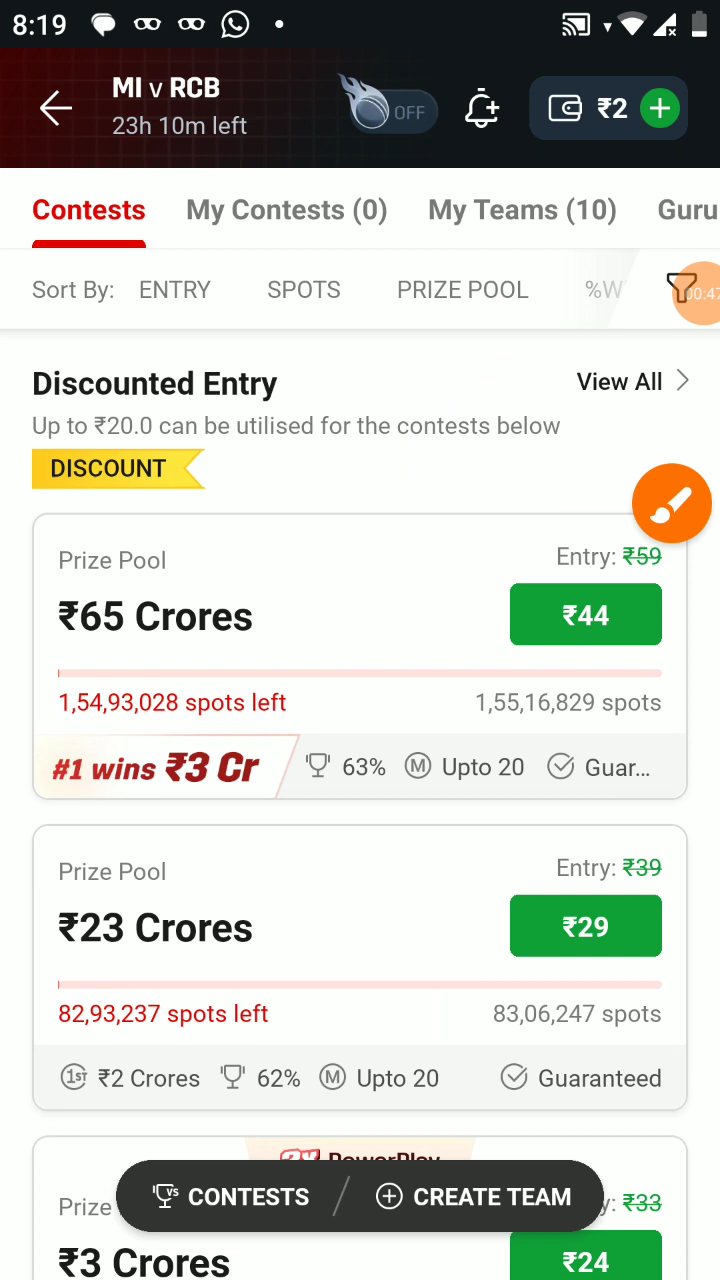 8:19
MI v RCB
23h 10m left
OFF
₹2
Contests
My Contests (0)
My Teams (10)
Guru
Sort By:
ENTRY
SPOTS
PRIZE POOL
%W
00:47
Discounted Entry
View All
Up to ₹20.0 can be utilised for the contests below
DISCOUNT
Prize Pool
Entry: ₹59
₹65 Crores
₹44
1,54,93,028 spots left
1,55,16,829 spots
#1 wins ₹3 Cr
63%
M
Upto 20
Guar...
Prize Pool
Entry: ₹39
₹23 Crores
₹29
82,93,237 spots left
83,06,247 spots
1ST
₹2 Crores
62%
M
Upto 20
Guaranteed
PowerPlay
Prize
y: ₹33
VS
CONTESTS
CREATE TEAM
₹3 Crores
₹24